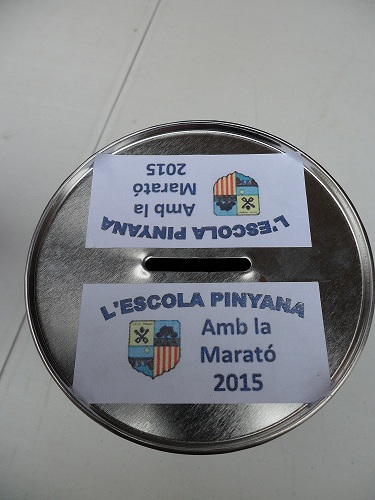 L'ESCOLA PINYANA
Amb la
Marató
2015
L'ESCOLA PINYANA
Amb la
Marató
2015